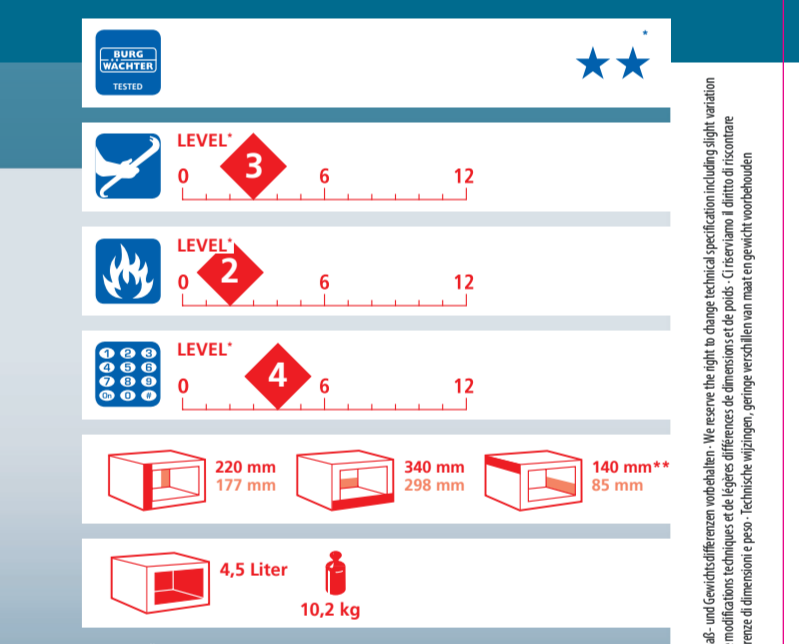 BURG
WÄCHTER
TESTED
*
LEVEL*
0 3 6 12
LEVEL*
0 2 6 12
LEVEL*
0 4 6 12
1 2 3
4 5 6
7 8 9
On 0 #
220 mm
177 mm
340 mm
298 mm
140 mm**
85 mm
4,5 Liter
10,2 kg
und Gewichtsdifferenzen vorbehalten · We reserve the right to change technical specification including slight variation
modifications techniques et de légères différences de dimensions et de poids · Ci riserviamo il diritto di riscontrare
di dimensioni e peso · Technische wijzingen, geringe verschillen van maat en gewicht voorbehouden